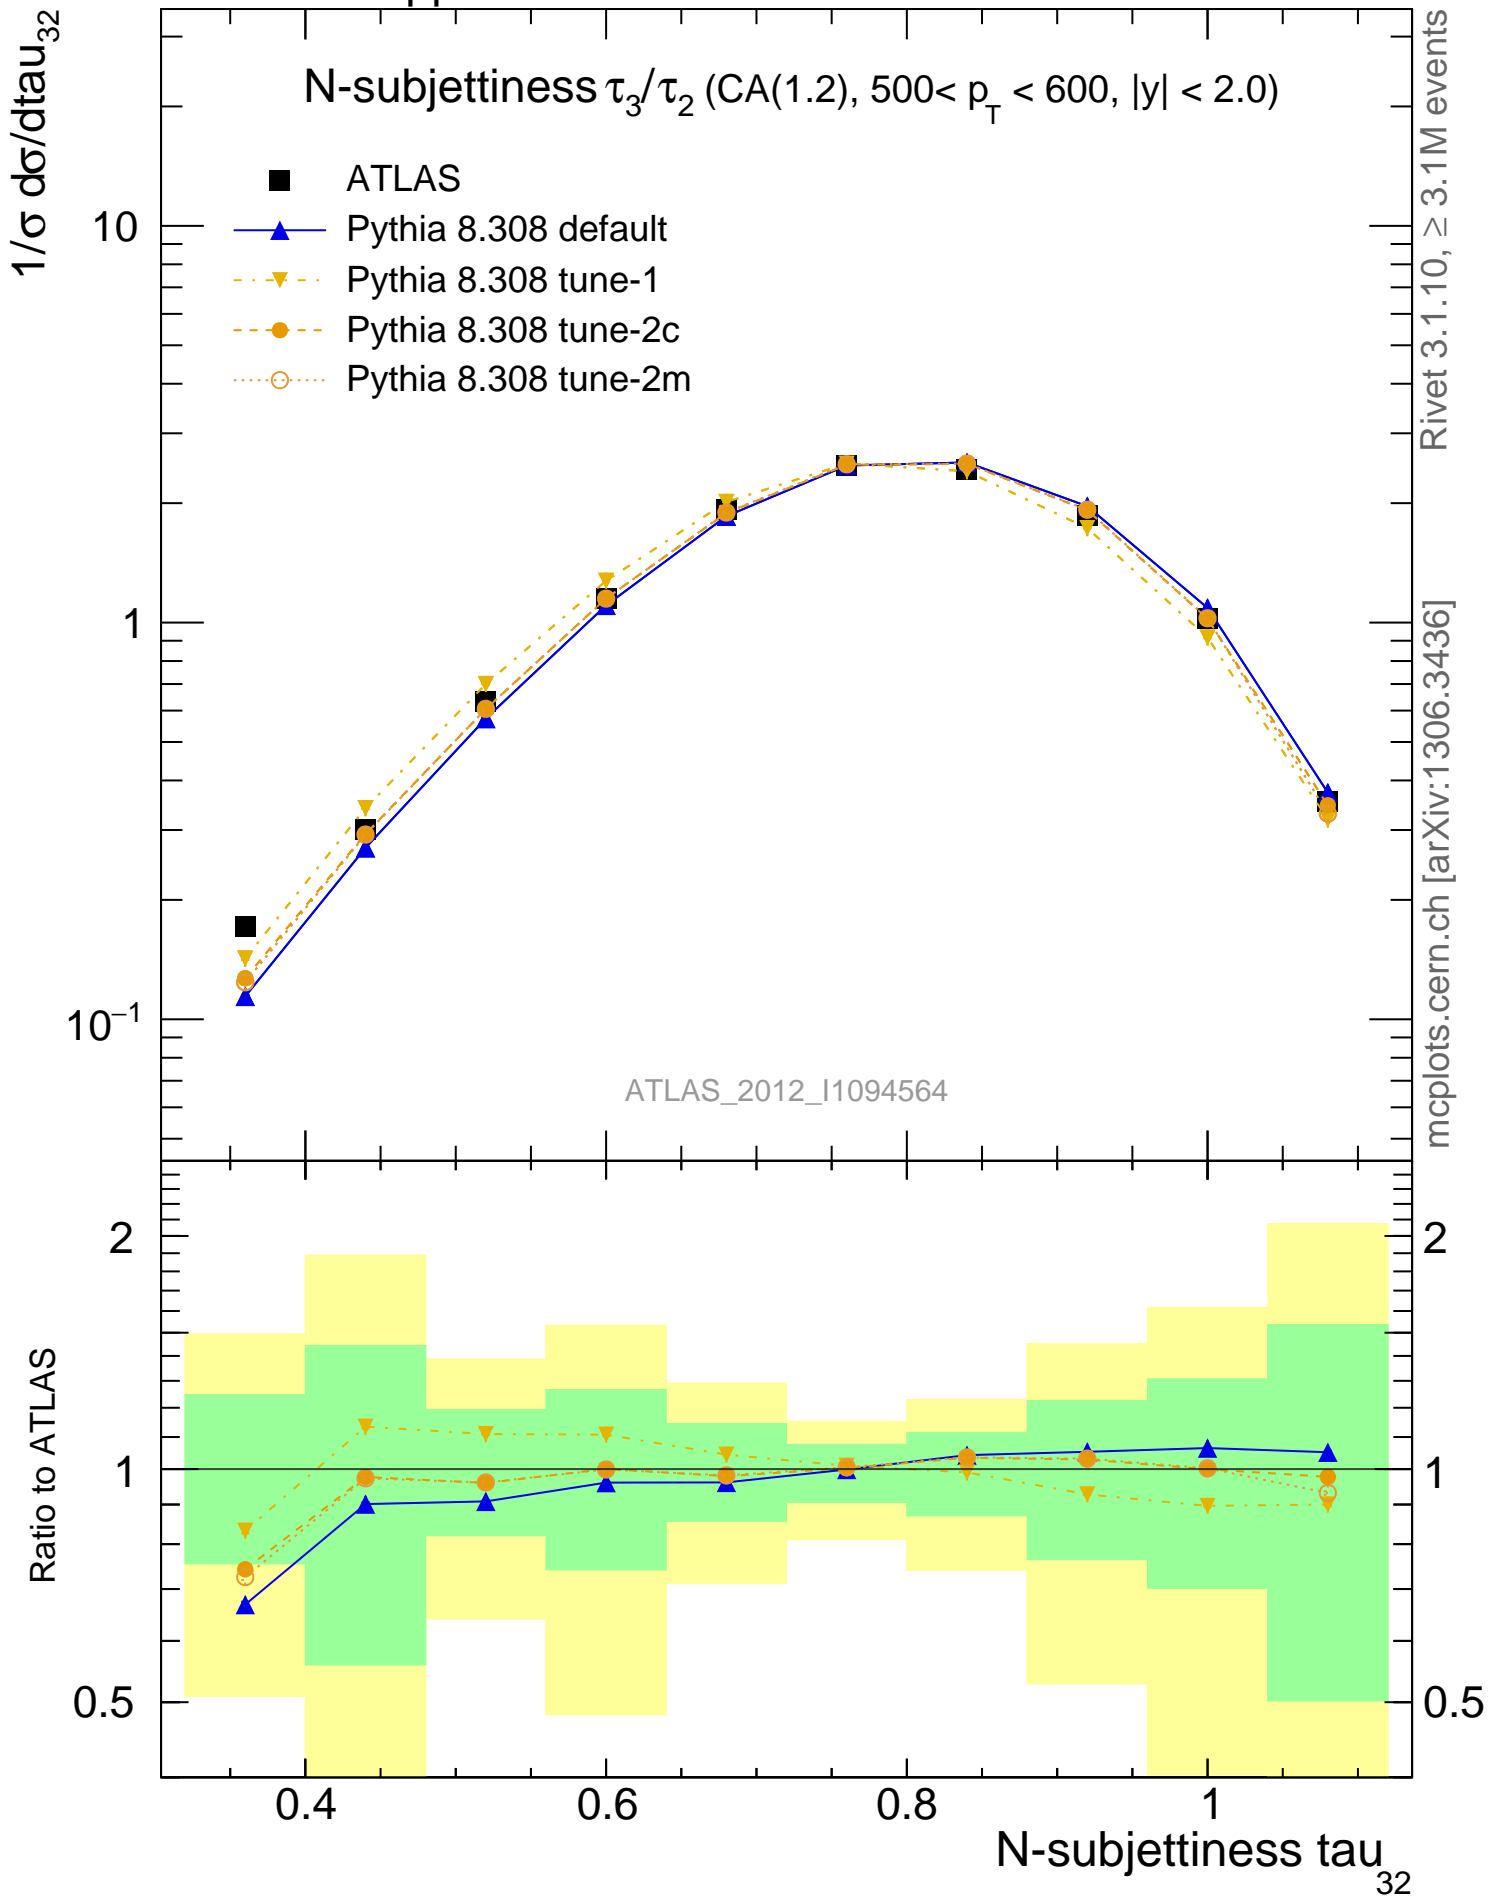 1/σ dσ/dtau32
N-subjettiness τ3/τ2 (CA(1.2), 500< pT < 600, |y| < 2.0)
ATLAS
Pythia 8.308 default
Pythia 8.308 tune-1
Pythia 8.308 tune-2c
Pythia 8.308 tune-2m
10
1
10−1
ATLAS_2012_I1094564
Rivet 3.1.10, ≥ 3.1M events
mcplots.cern.ch [arXiv:1306.3436]
Ratio to ATLAS
2
1
0.5
2
1
0.5
0.4 0.6 0.8 1
N-subjettiness tau32